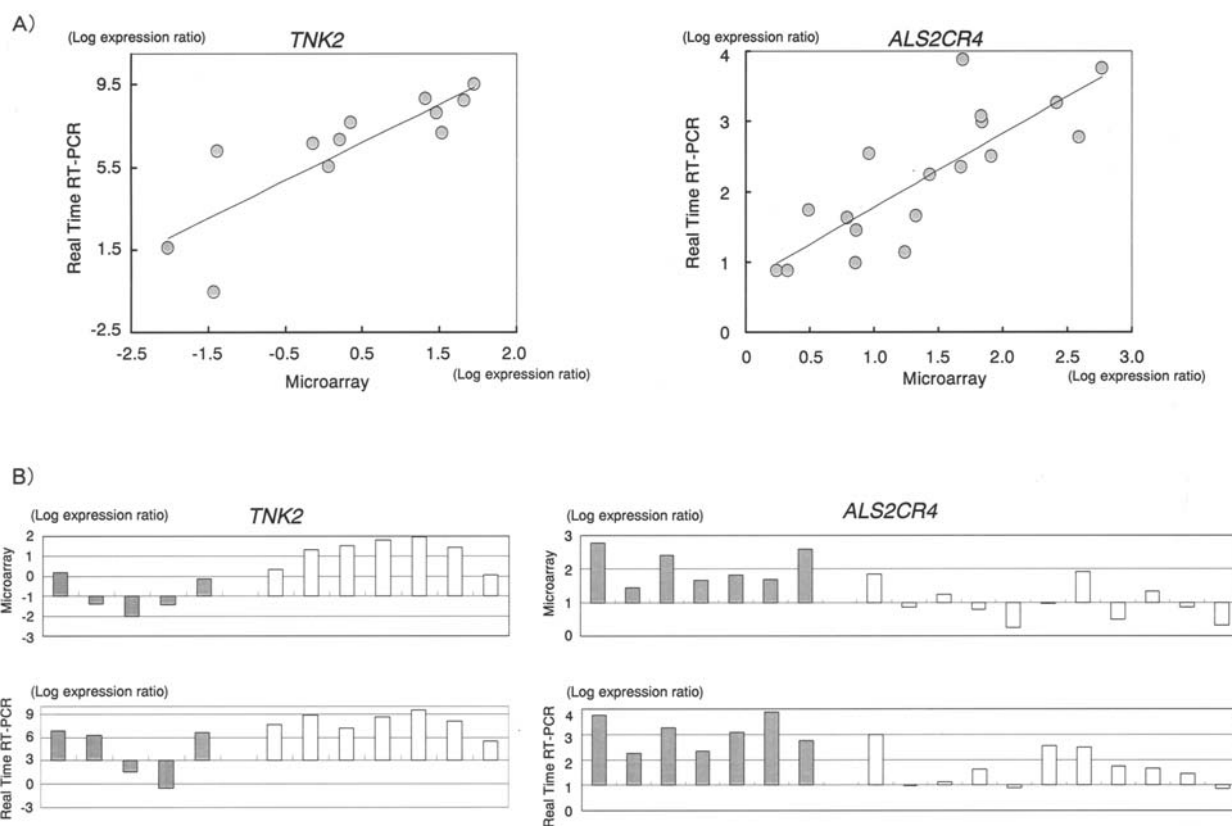 A)
(Log expression ratio) TNK2
Real Time RT-PCR
9.5
5.5
1.5
-2.5
-2.5 -1.5 -0.5 0.5 1.5 2.0
Microarray (Log expression ratio)
(Log expression ratio) ALS2CR4
Real Time RT-PCR
4
3
2
1
0
0 0.5 1.0 1.5 2.0 2.5 3.0
Microarray (Log expression ratio)
B)
(Log expression ratio) TNK2
Microarray
2
1
0
-1
-2
-3
(Log expression ratio) ALS2CR4
Microarray
3
2
1
0
(Log expression ratio)
Real Time RT-PCR
9
6
3
0
-3
(Log expression ratio)
Real Time RT-PCR
4
3
2
1
0